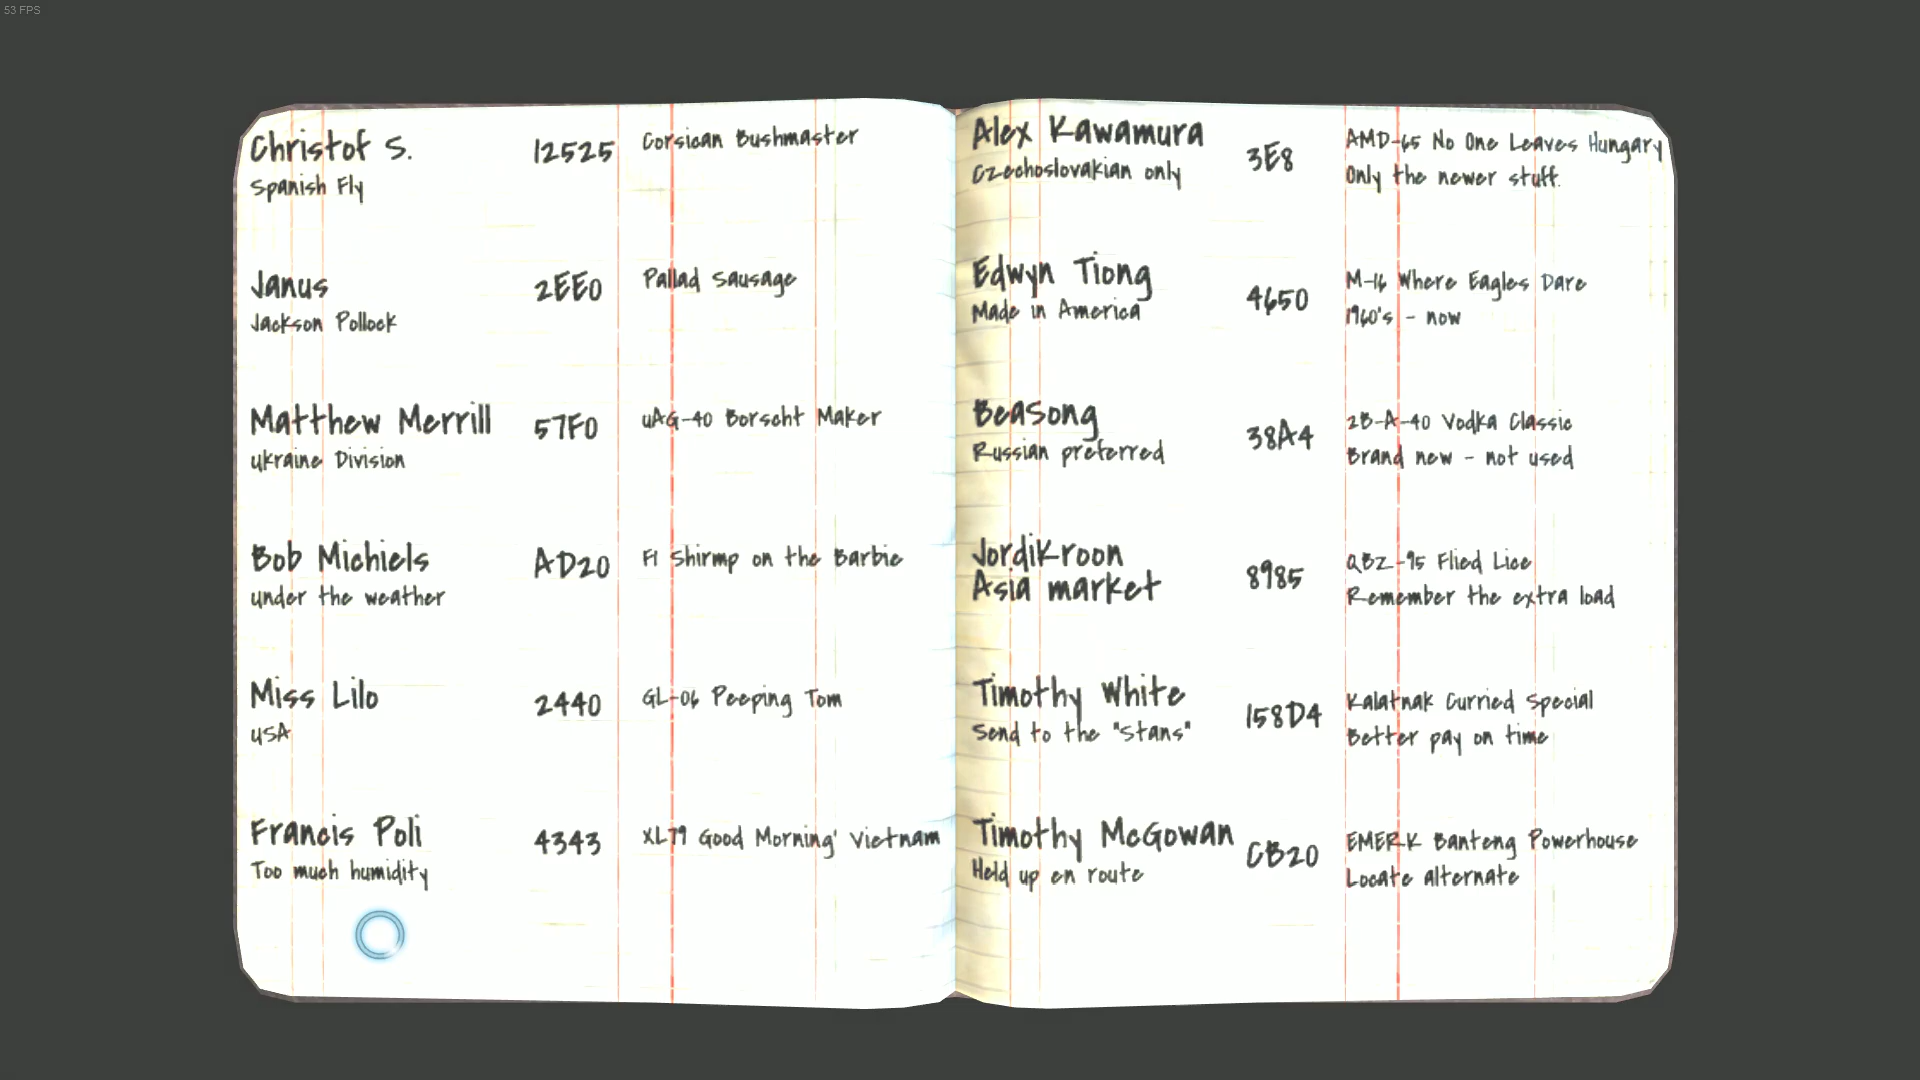 53 FPS
Christof S. 12525 Corsican Bushmaster
Spanish Fly
Janus 2EE0 Pallad Sausage
Jackson Pollock
Matthew Merrill 57F0 UAG-40 Borscht Maker
Ukraine Division
Bob Michiels AD20 F1 Shirmp on the Barbie
under the weather
Miss Lilo 2440 GL-06 Peeping Tom
USA
Francis Poli 4343 XL79 Good Morning' Vietnam
Too much humidity
Alex Kawamura 3E8 AMD-65 No One Leaves Hungary
Czechoslovakian only Only the newer stuff.
Edwyn Tiong 4650 M-16 Where Eagles Dare
Made in America 1960's - now
BeaSong 38A4 2B-A-40 Vodka Classic
Russian preferred Brand new - not used
JordiKroon 8985 QBZ-95 Flied Lice
Asia market Remember the extra load
Timothy White 158D4 Kalatnak Curried Special
Send to the "Stans" Better pay on time
Timothy McGowan CB20 EMERK Banteng Powerhouse
Held up en route Locate alternate